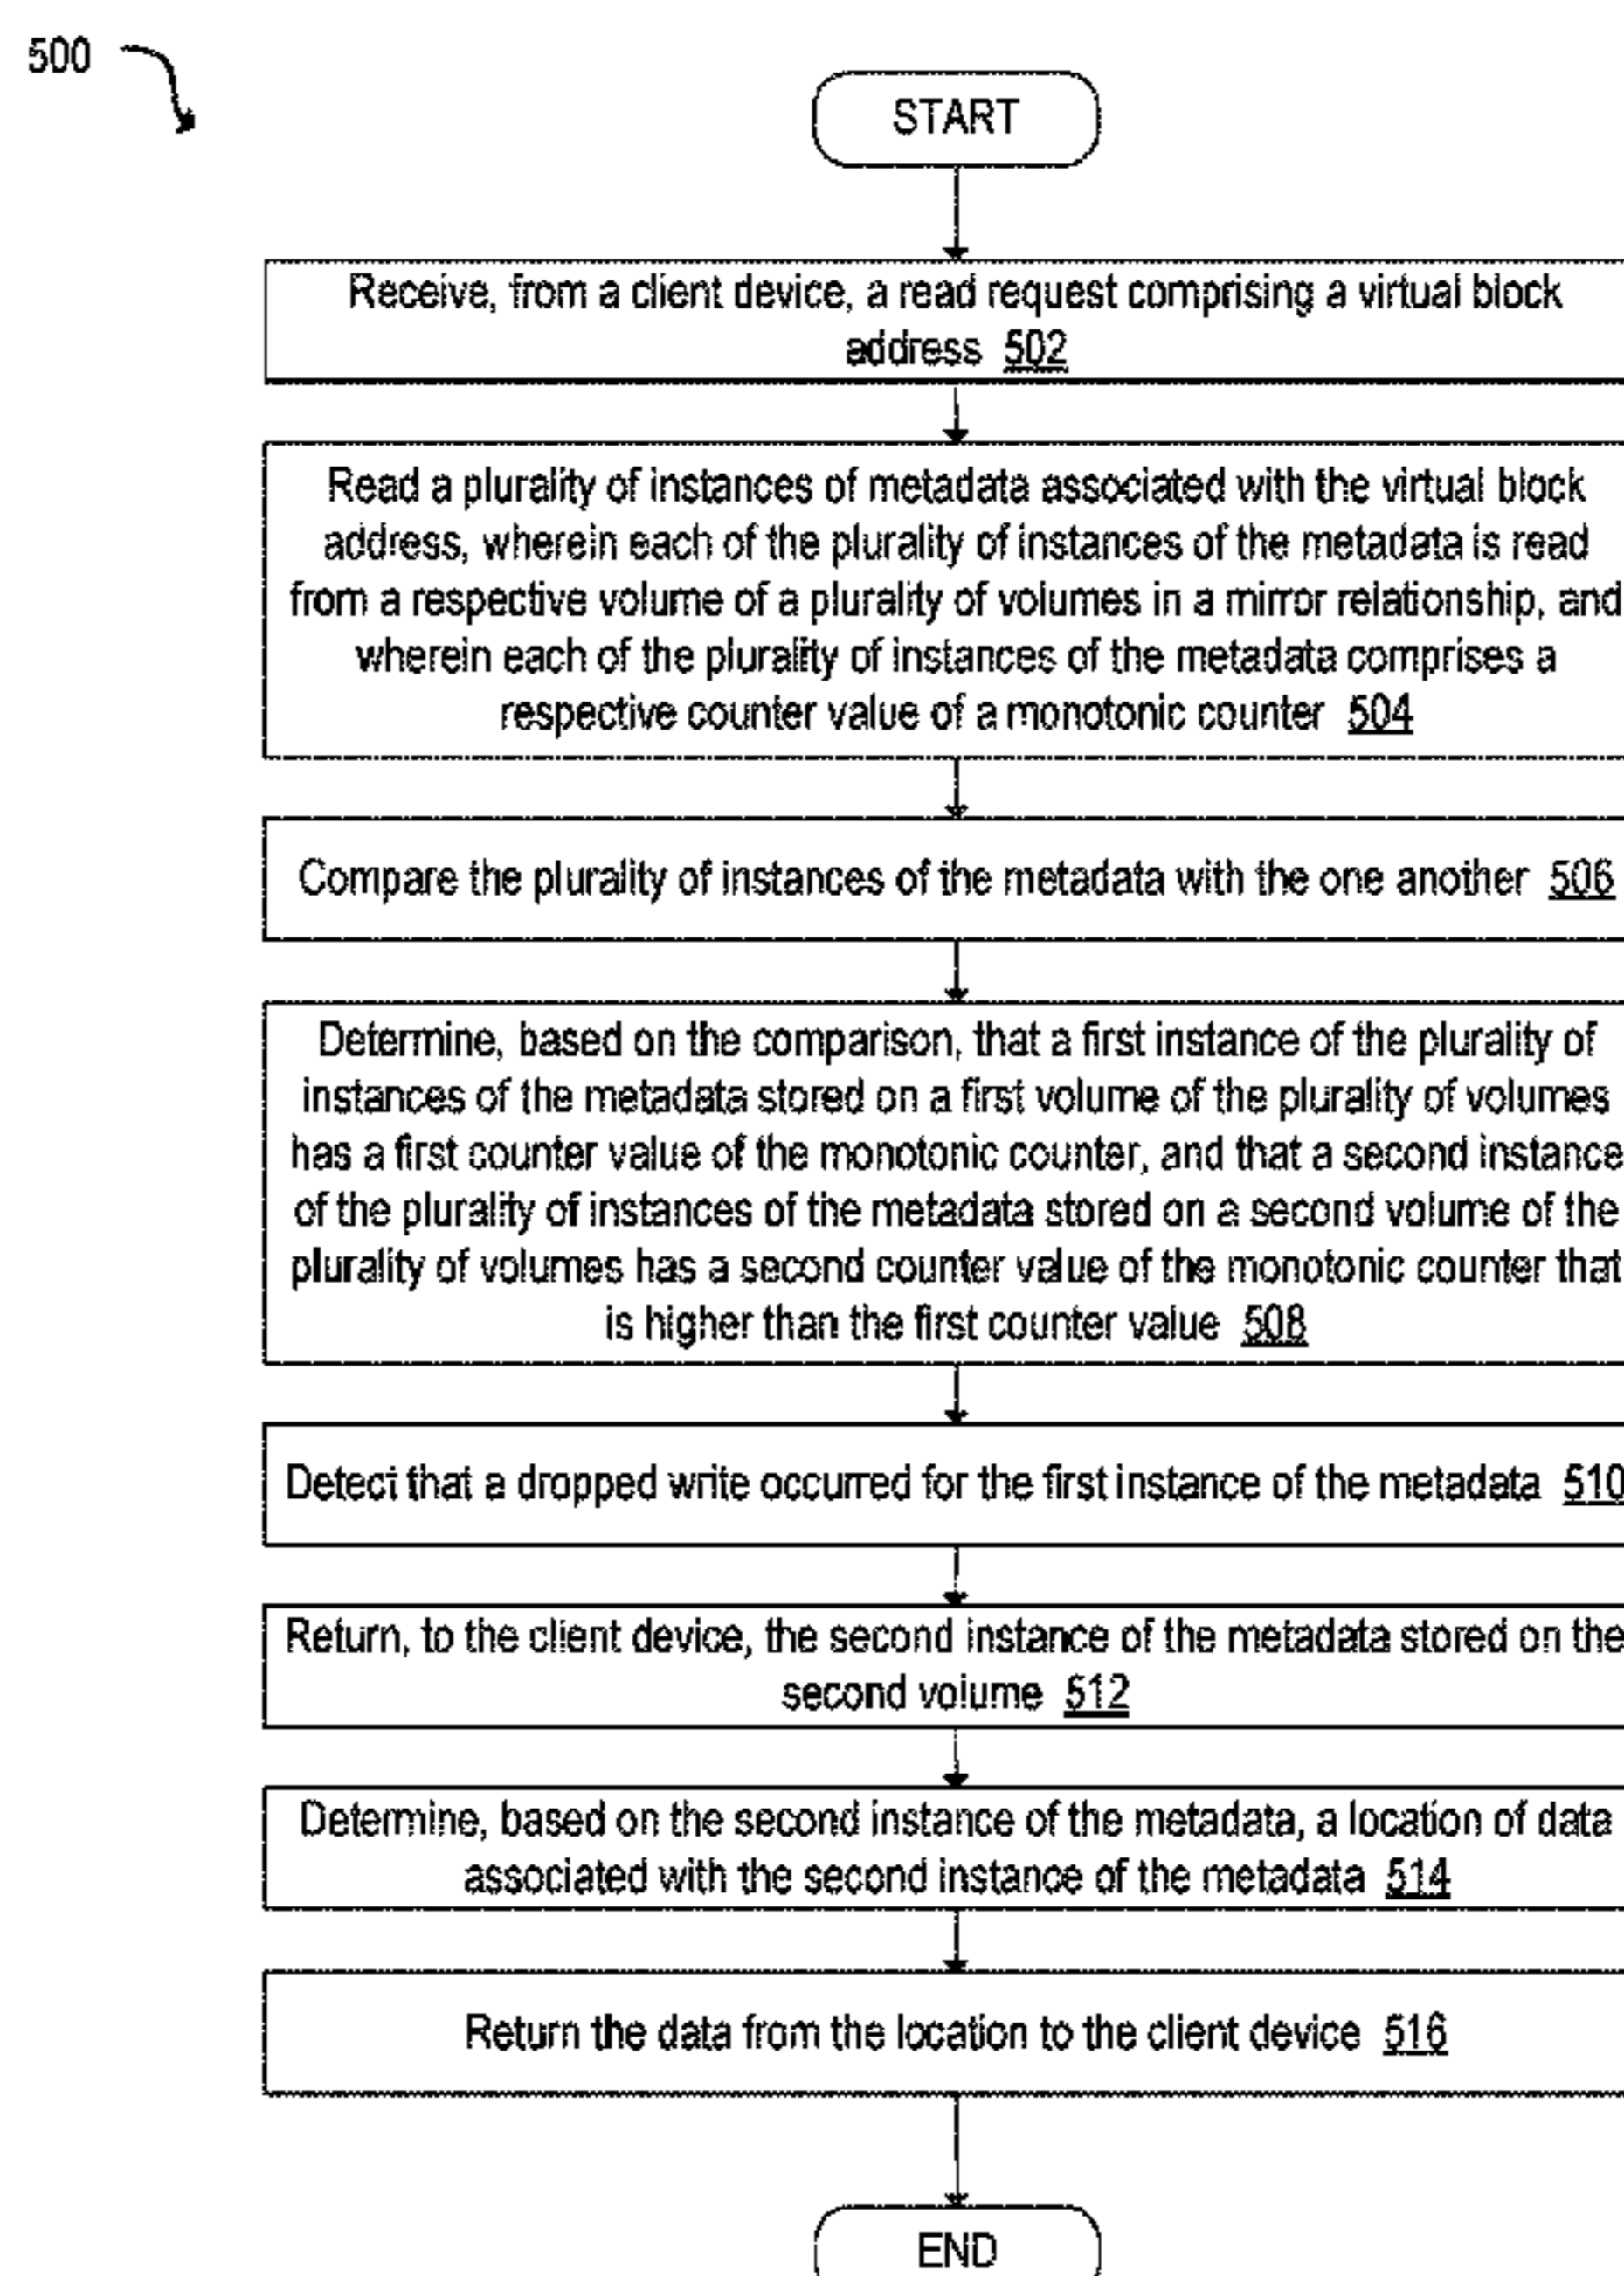 500
START
Receive, from a client device, a read request comprising a virtual block
address 502
Read a plurality of instances of metadata associated with the virtual block
address, wherein each of the plurality of instances of the metadata is read
from a respective volume of a plurality of volumes in a mirror relationship, and
wherein each of the plurality of instances of the metadata comprises a
respective counter value of a monotonic counter 504
Compare the plurality of instances of the metadata with the one another 506
Determine, based on the comparison, that a first instance of the plurality of
instances of the metadata stored on a first volume of the plurality of volumes
has a first counter value of the monotonic counter, and that a second instance
of the plurality of instances of the metadata stored on a second volume of the
plurality of volumes has a second counter value of the monotonic counter that
is higher than the first counter value 508
Detect that a dropped write occurred for the first instance of the metadata 510
Return, to the client device, the second instance of the metadata stored on the
second volume 512
Determine, based on the second instance of the metadata, a location of data
associated with the second instance of the metadata 514
Return the data from the location to the client device 516
END